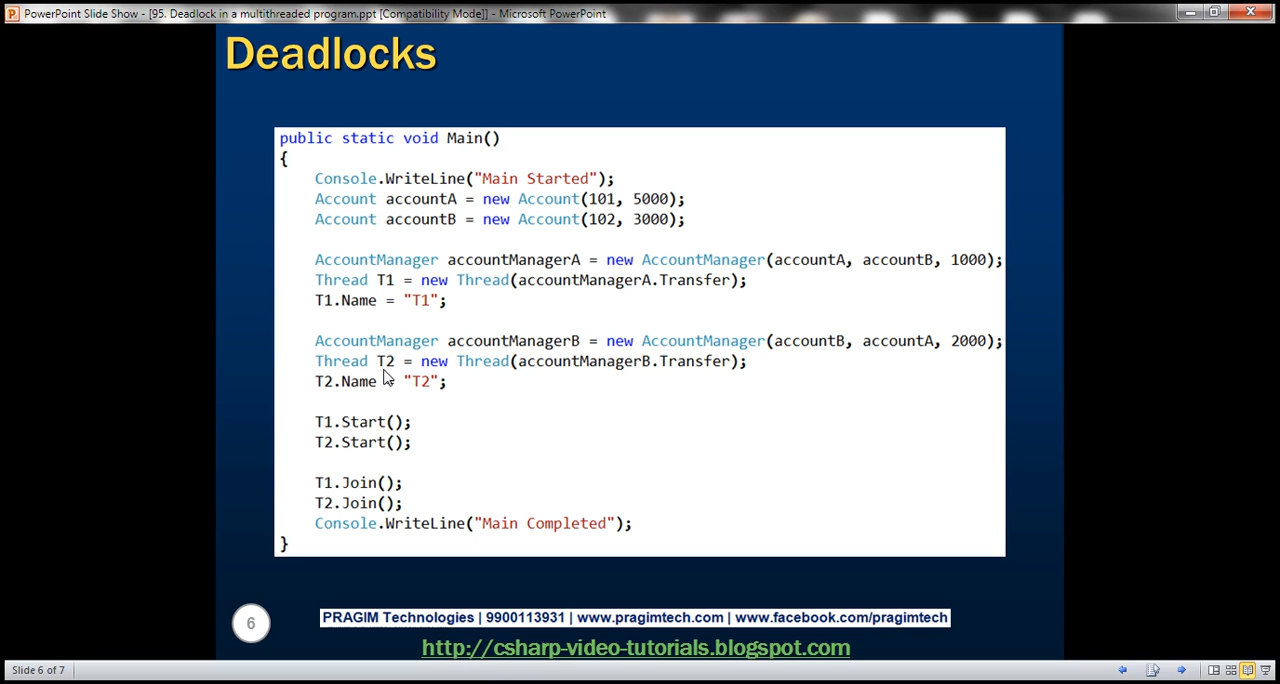 PowerPoint Slide Show - [95. Deadlock in a multithreaded program.ppt [Compatibility Mode]] - Microsoft PowerPoint
Deadlocks
public static void Main()
{
Console.WriteLine("Main Started");
Account accountA = new Account(101, 5000);
Account accountB = new Account(102, 3000);
AccountManager accountManagerA = new AccountManager(accountA, accountB, 1000);
Thread T1 = new Thread(accountManagerA.Transfer);
T1.Name = "T1";
AccountManager accountManagerB = new AccountManager(accountB, accountA, 2000);
Thread T2 = new Thread(accountManagerB.Transfer);
T2.Name = "T2";
T1.Start();
T2.Start();
T1.Join();
T2.Join();
Console.WriteLine("Main Completed");
}
6
PRAGIM Technologies | 9900113931 | www.pragimtech.com | www.facebook.com/pragimtech
http://csharp-video-tutorials.blogspot.com
Slide 6 of 7